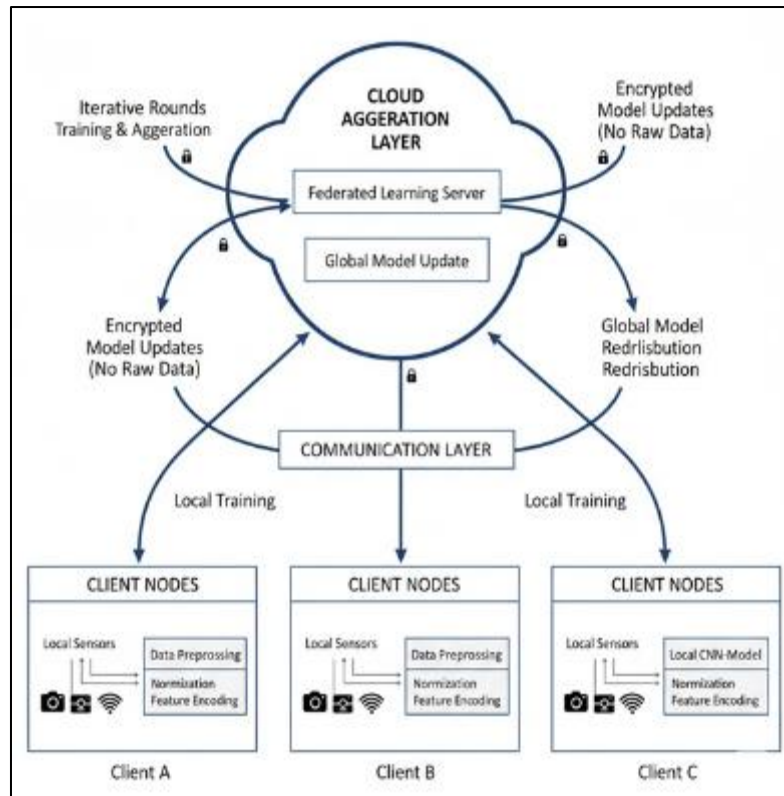 CLOUD
AGGERATION
LAYER
Iterative Rounds
Training & Aggeration
Encrypted
Model Updates
(No Raw Data)
Federated Learning Server
Global Model Update
Encrypted
Model Updates
(No Raw Data)
Global Model
Redrlisbution
Redrisbution
COMMUNICATION LAYER
Local Training
Local Training
CLIENT NODES
Local Sensors
Data Preprossing
Normization
Feature Encoding
Client A
CLIENT NODES
Local Sensors
Data Preprossing
Normization
Feature Encoding
Client B
CLIENT NODES
Local Sensors
Local CNN-Model
Normization
Feature Encoding
Client C